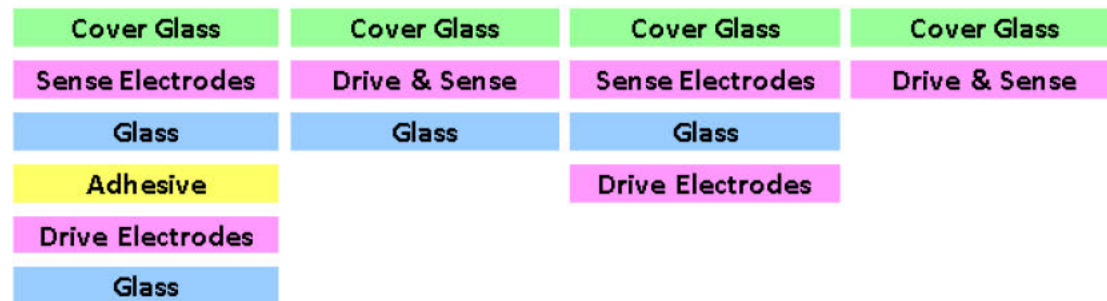 Cover Glass Cover Glass Cover Glass Cover Glass
Sense Electrodes Drive & Sense Sense Electrodes Drive & Sense
Glass Glass Glass
Adhesive Drive Electrodes
Drive Electrodes
Glass